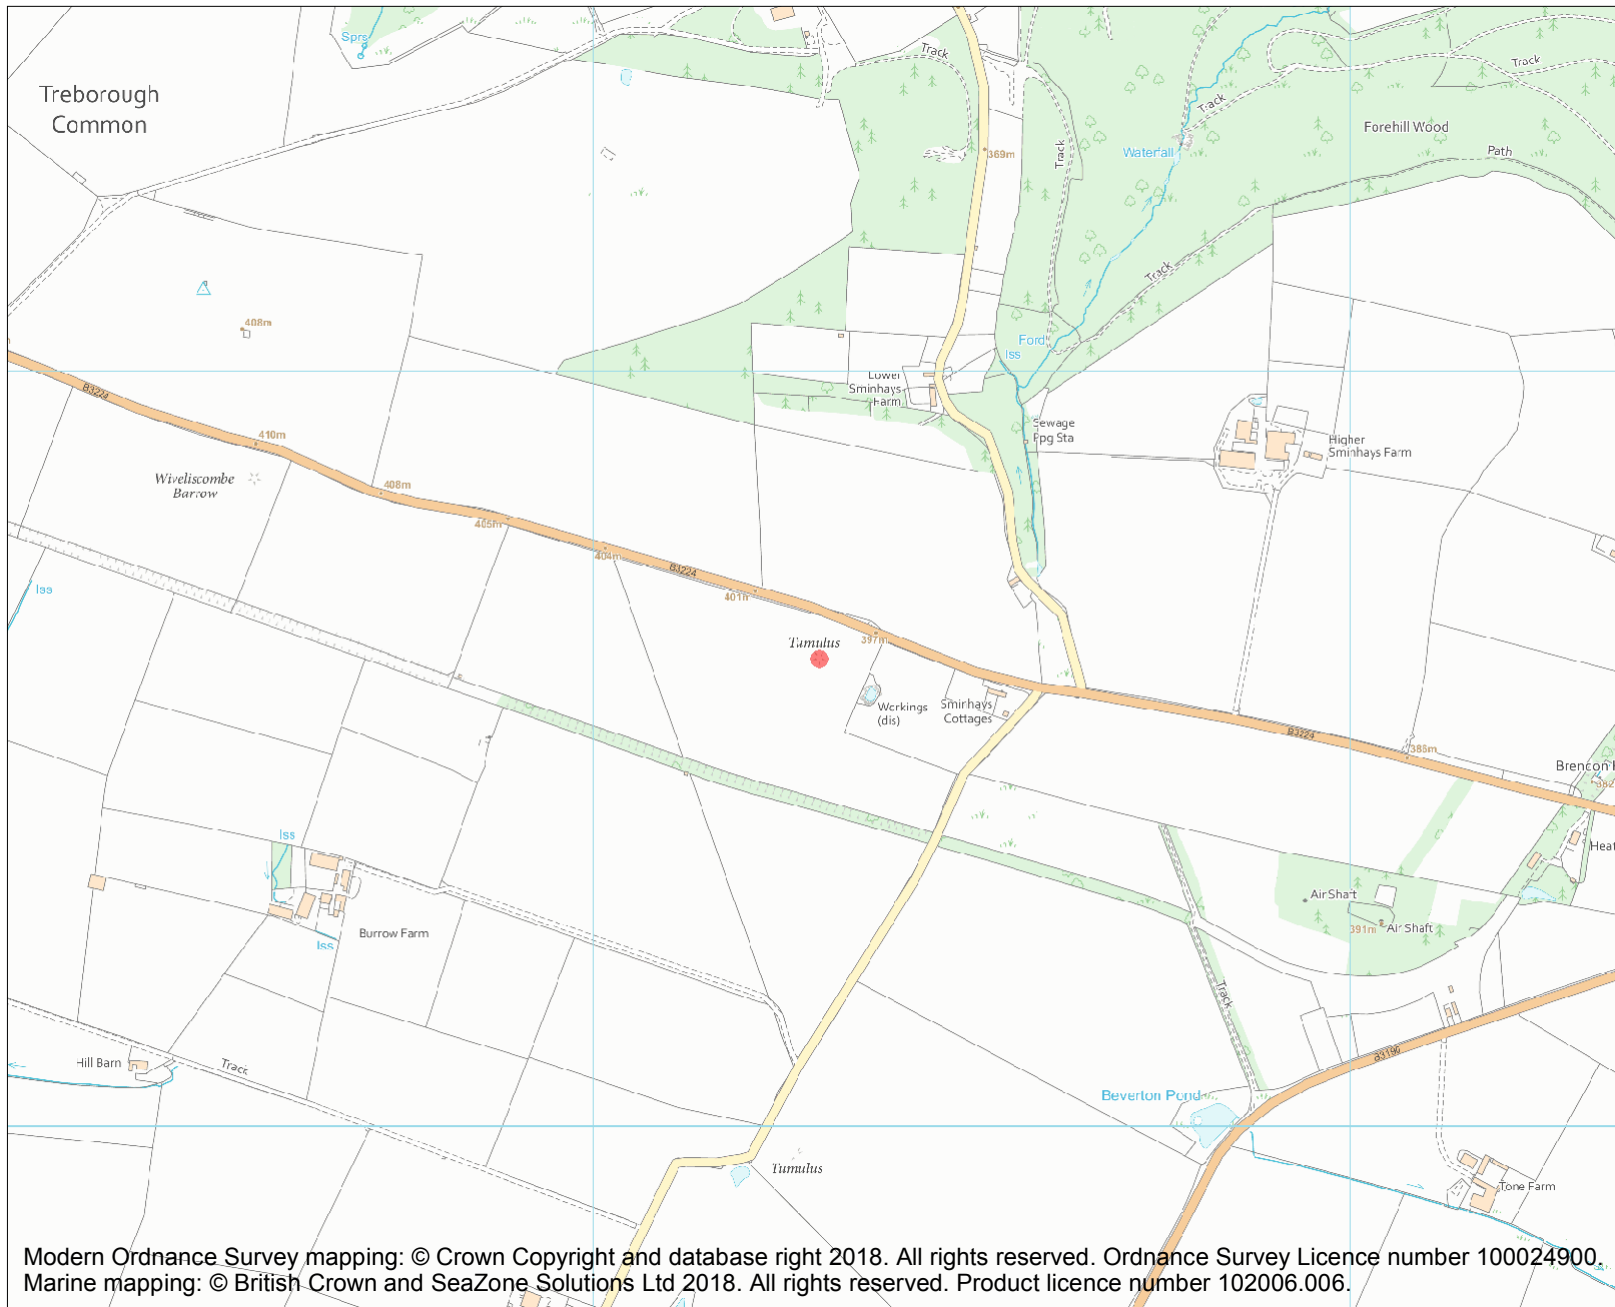 Sprs
Track
Treborough
Common
Track
Track
Forehill Wood
Waterfall
369m
Track
Path
Track
408m
Ford
Iss
B3224
Lower
Sminhays
Farm
Sewage
Ppg Sta
Higher
Sminhays Farm
410m
Wiveliscombe
Barrow
408m
405m
404m
B3224
Iss
401m
Tumulus
397m
Workings
(dis)
Sminhays
Cottages
B3224
388m
Brendon
382
Heat
Iss
Air Shaft
391m
Air Shaft
Burrow Farm
Iss
Track
Hill Barn
Track
B3190
Beverton Pond
Tumulus
Tone Farm
Modern Ordnance Survey mapping: © Crown Copyright and database right 2018. All rights reserved. Ordnance Survey Licence number 100024900.
Marine mapping: © British Crown and SeaZone Solutions Ltd 2018. All rights reserved. Product licence number 102006.006.